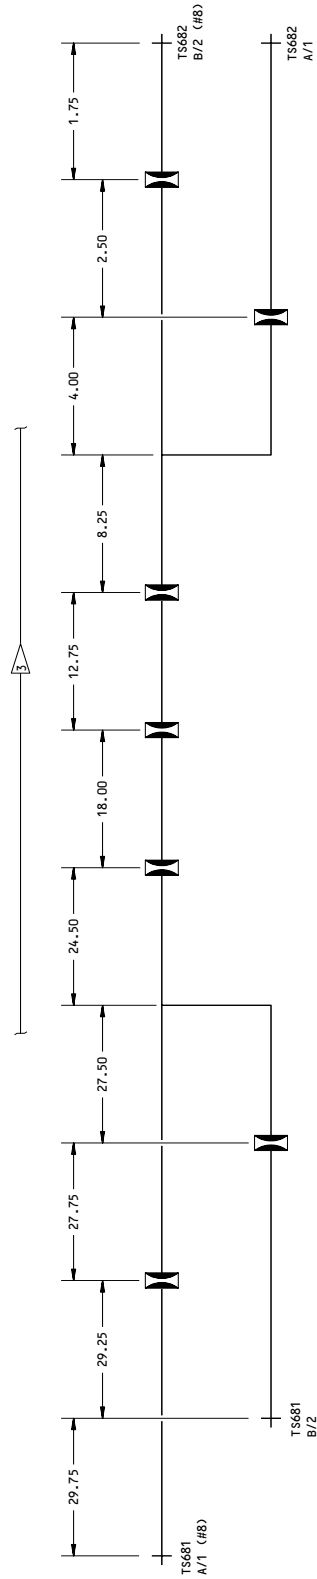 TS682
B/2 (#8)
TS682
A/1
1.75
2.50
4.00
8.25
12.75
18.00
24.50
27.50
27.75
29.25
29.75
3
TS681
B/2
TS681
A/1 (#8)